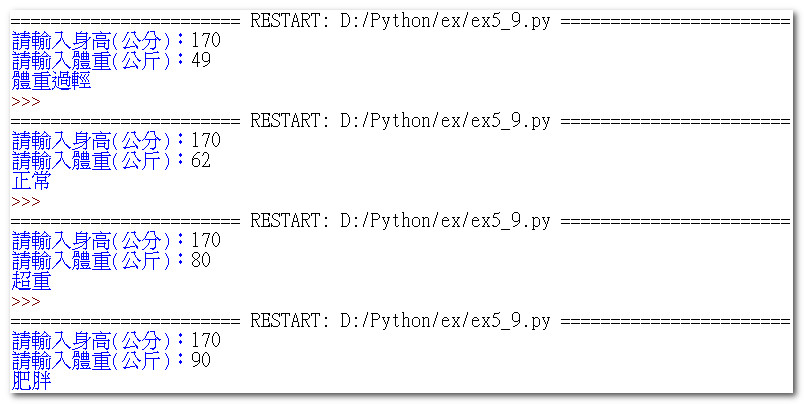 ======================= RESTART: D:/Python/ex/ex5_9.py =======================
請輸入身高(公分)：170
請輸入體重(公斤)：49
體重過輕
>>>
======================= RESTART: D:/Python/ex/ex5_9.py =======================
請輸入身高(公分)：170
請輸入體重(公斤)：62
正常
>>>
======================= RESTART: D:/Python/ex/ex5_9.py =======================
請輸入身高(公分)：170
請輸入體重(公斤)：80
超重
>>>
======================= RESTART: D:/Python/ex/ex5_9.py =======================
請輸入身高(公分)：170
請輸入體重(公斤)：90
肥胖